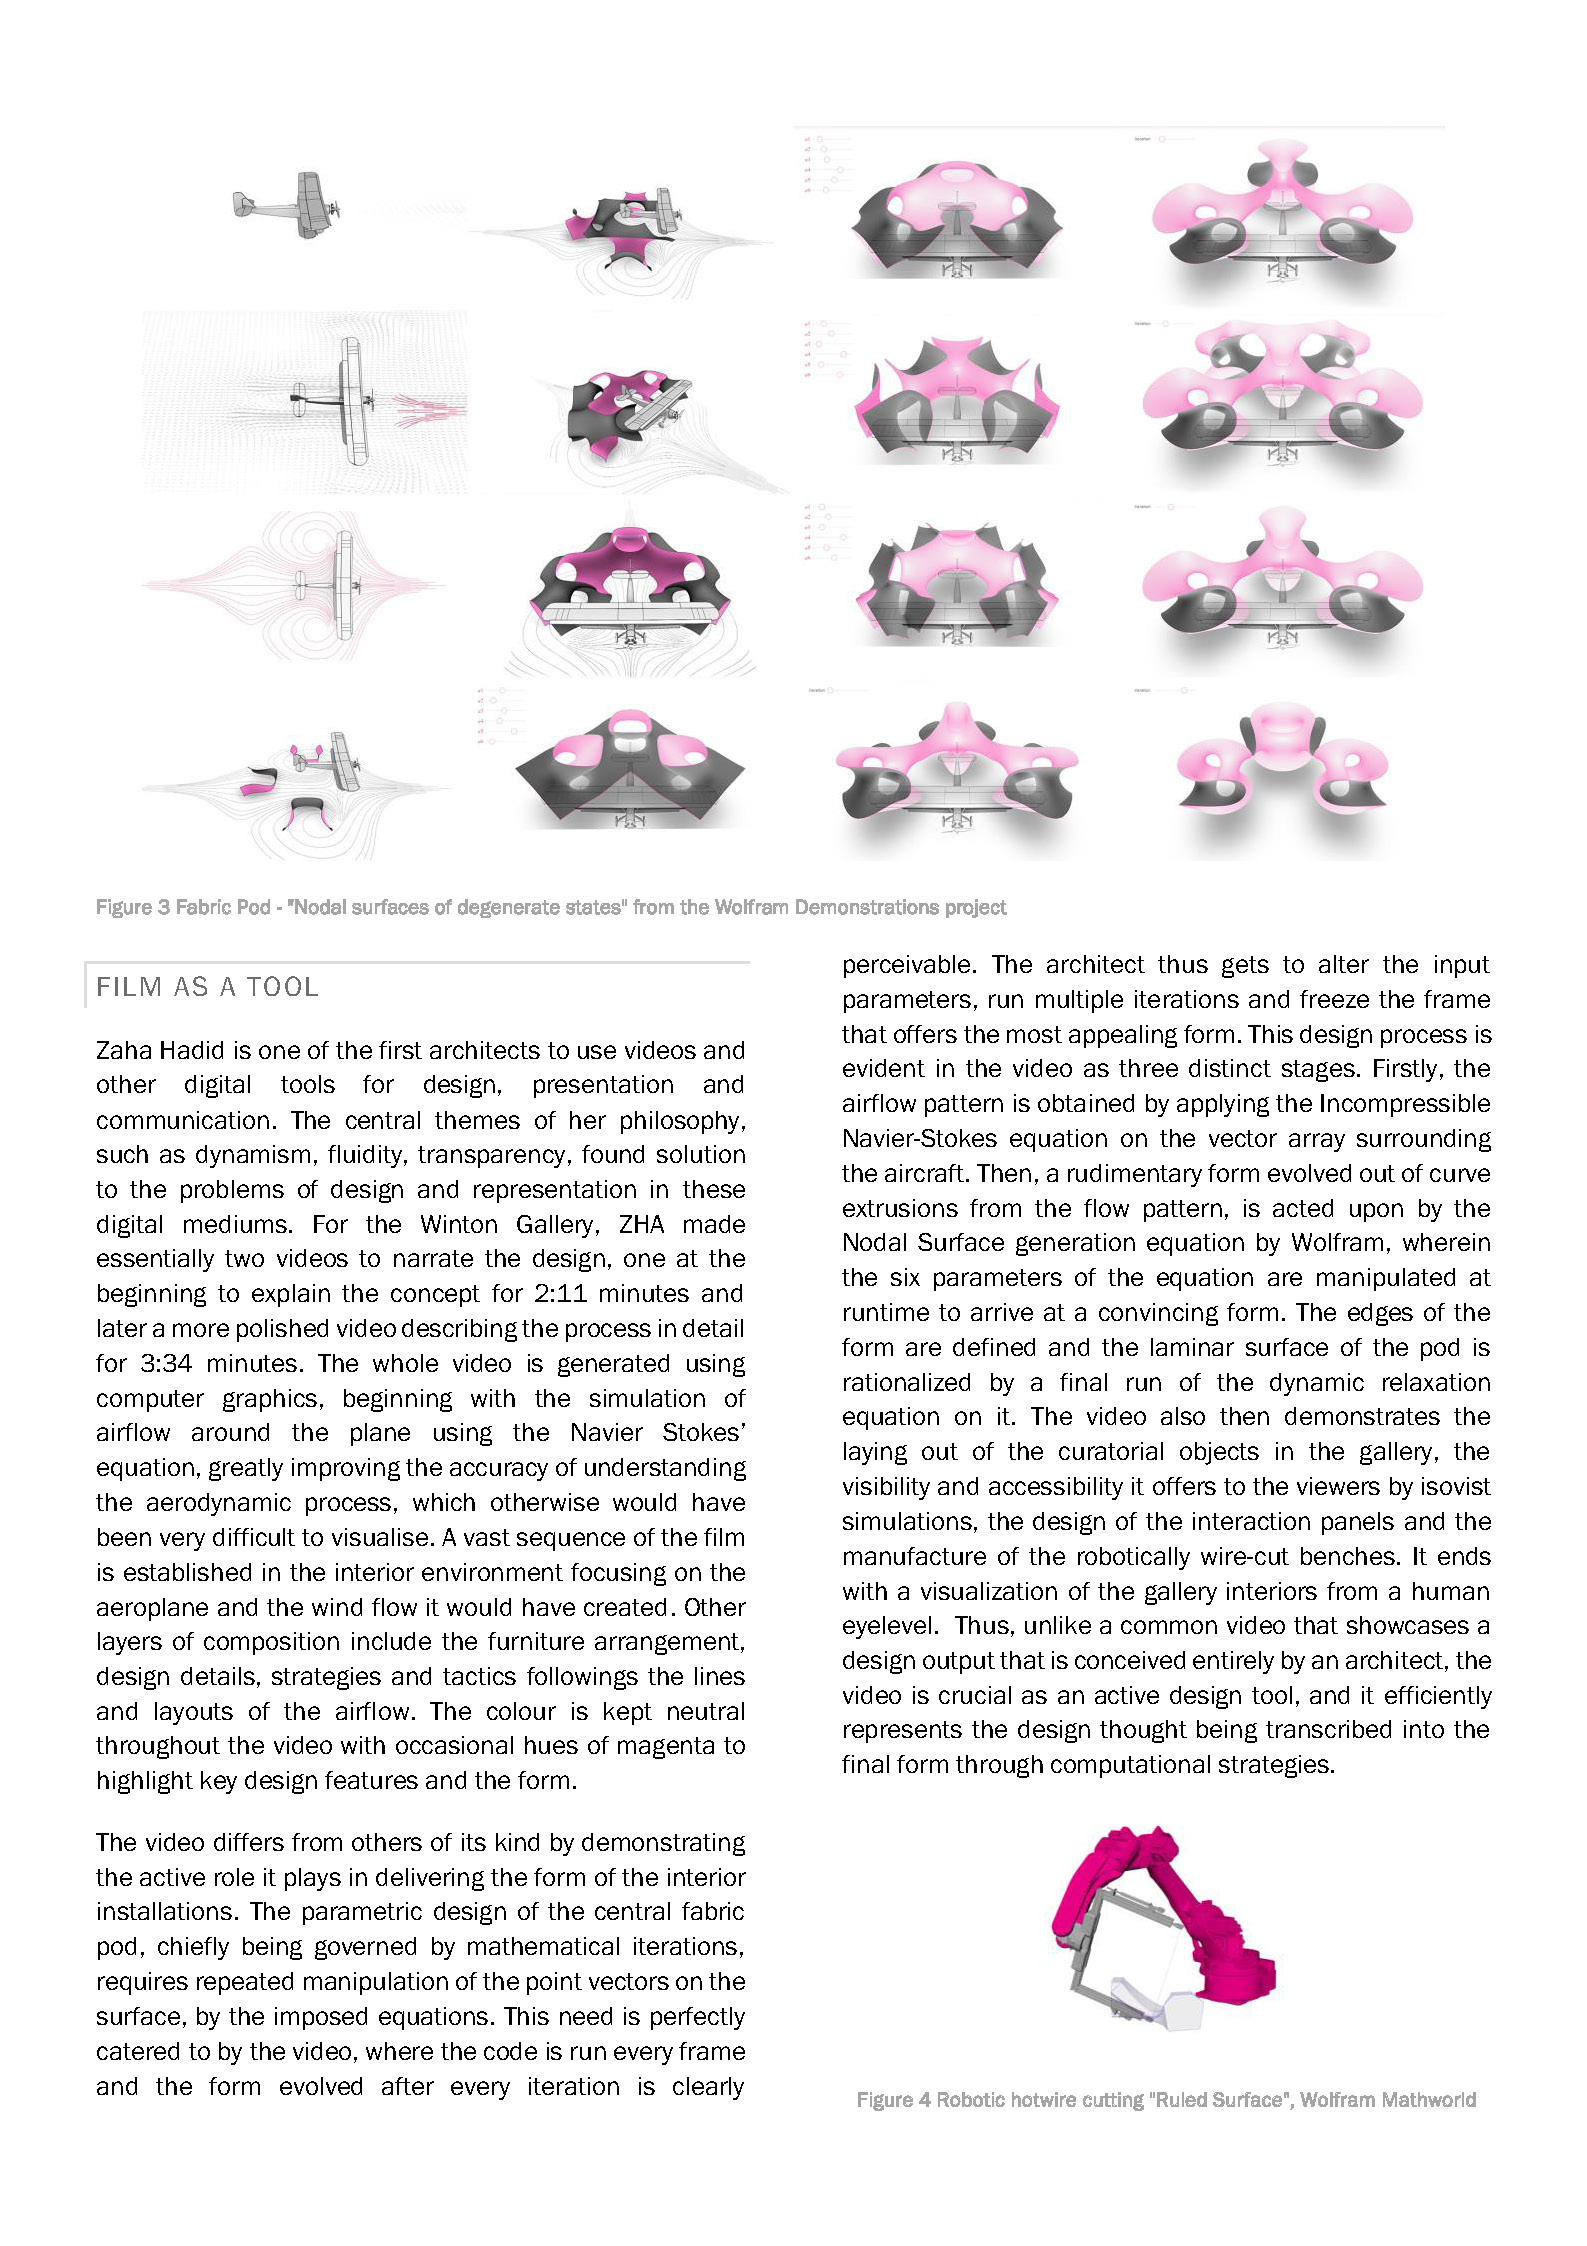 Figure 3 Fabric Pod - "Nodal surfaces of degenerate states" from the Wolfram Demonstrations project
FILM AS A TOOL
Zaha Hadid is one of the first architects to use videos and
other digital tools for design, presentation and
communication. The central themes of her philosophy,
such as dynamism, fluidity, transparency, found solution
to the problems of design and representation in these
digital mediums. For the Winton Gallery, ZHA made
essentially two videos to narrate the design, one at the
beginning to explain the concept for 2:11 minutes and
later a more polished video describing the process in detail
for 3:34 minutes. The whole video is generated using
computer graphics, beginning with the simulation of
airflow around the plane using the Navier Stokes’
equation, greatly improving the accuracy of understanding
the aerodynamic process, which otherwise would have
been very difficult to visualise. A vast sequence of the film
is established in the interior environment focusing on the
aeroplane and the wind flow it would have created. Other
layers of composition include the furniture arrangement,
design details, strategies and tactics followings the lines
and layouts of the airflow. The colour is kept neutral
throughout the video with occasional hues of magenta to
highlight key design features and the form.
The video differs from others of its kind by demonstrating
the active role it plays in delivering the form of the interior
installations. The parametric design of the central fabric
pod, chiefly being governed by mathematical iterations,
requires repeated manipulation of the point vectors on the
surface, by the imposed equations. This need is perfectly
catered to by the video, where the code is run every frame
and the form evolved after every iteration is clearly
perceivable. The architect thus gets to alter the input
parameters, run multiple iterations and freeze the frame
that offers the most appealing form. This design process is
evident in the video as three distinct stages. Firstly, the
airflow pattern is obtained by applying the Incompressible
Navier-Stokes equation on the vector array surrounding
the aircraft. Then, a rudimentary form evolved out of curve
extrusions from the flow pattern, is acted upon by the
Nodal Surface generation equation by Wolfram, wherein
the six parameters of the equation are manipulated at
runtime to arrive at a convincing form. The edges of the
form are defined and the laminar surface of the pod is
rationalized by a final run of the dynamic relaxation
equation on it. The video also then demonstrates the
laying out of the curatorial objects in the gallery, the
visibility and accessibility it offers to the viewers by isovist
simulations, the design of the interaction panels and the
manufacture of the robotically wire-cut benches. It ends
with a visualization of the gallery interiors from a human
eyelevel. Thus, unlike a common video that showcases a
design output that is conceived entirely by an architect, the
video is crucial as an active design tool, and it efficiently
represents the design thought being transcribed into the
final form through computational strategies.
Figure 4 Robotic hotwire cutting "Ruled Surface", Wolfram Mathworld